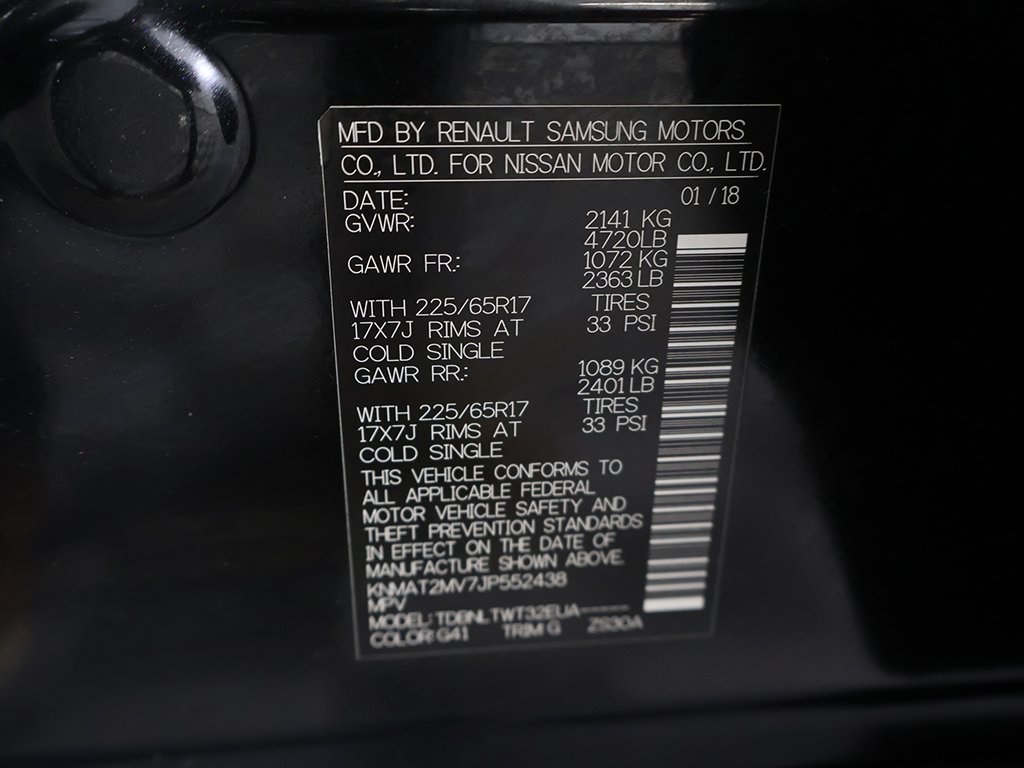 MFD BY RENAULT SAMSUNG MOTORS
CO., LTD. FOR NISSAN MOTOR CO., LTD.
DATE: 01/18
GVWR: 2141 KG
4720LB
GAWR FR.: 1072 KG
2363 LB
WITH 225/65R17 TIRES
17X7J RIMS AT 33 PSI
COLD SINGLE
GAWR RR.: 1089 KG
2401 LB
WITH 225/65R17 TIRES
17X7J RIMS AT 33 PSI
COLD SINGLE
THIS VEHICLE CONFORMS TO
ALL APPLICABLE FEDERAL
MOTOR VEHICLE SAFETY AND
THEFT PREVENTION STANDARDS
IN EFFECT ON THE DATE OF
MANUFACTURE SHOWN ABOVE.
KNMAT2MV7JP552438
MPV
MODEL: TDBNLTWT32EUA-----
COLOR G41 TRIM G